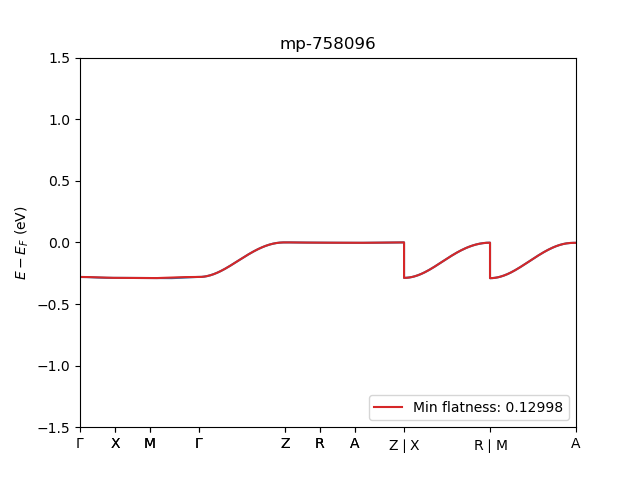 mp-758096
E − E_F (eV)
1.5
1.0
0.5
0.0
−0.5
−1.0
−1.5
Min flatness: 0.12998
Γ X M Γ Z R A Z | X R | M A